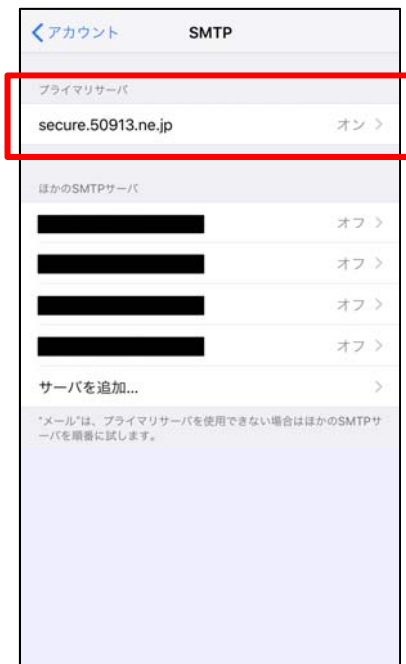 アカウント SMTP
プライマリサーバ
secure.50913.ne.jp オン
ほかのSMTPサーバ
オフ
オフ
オフ
オフ
サーバを追加...
"メール"は、プライマリサーバを使用できない場合はほかのSMTPサ
ーバを順番に試します。